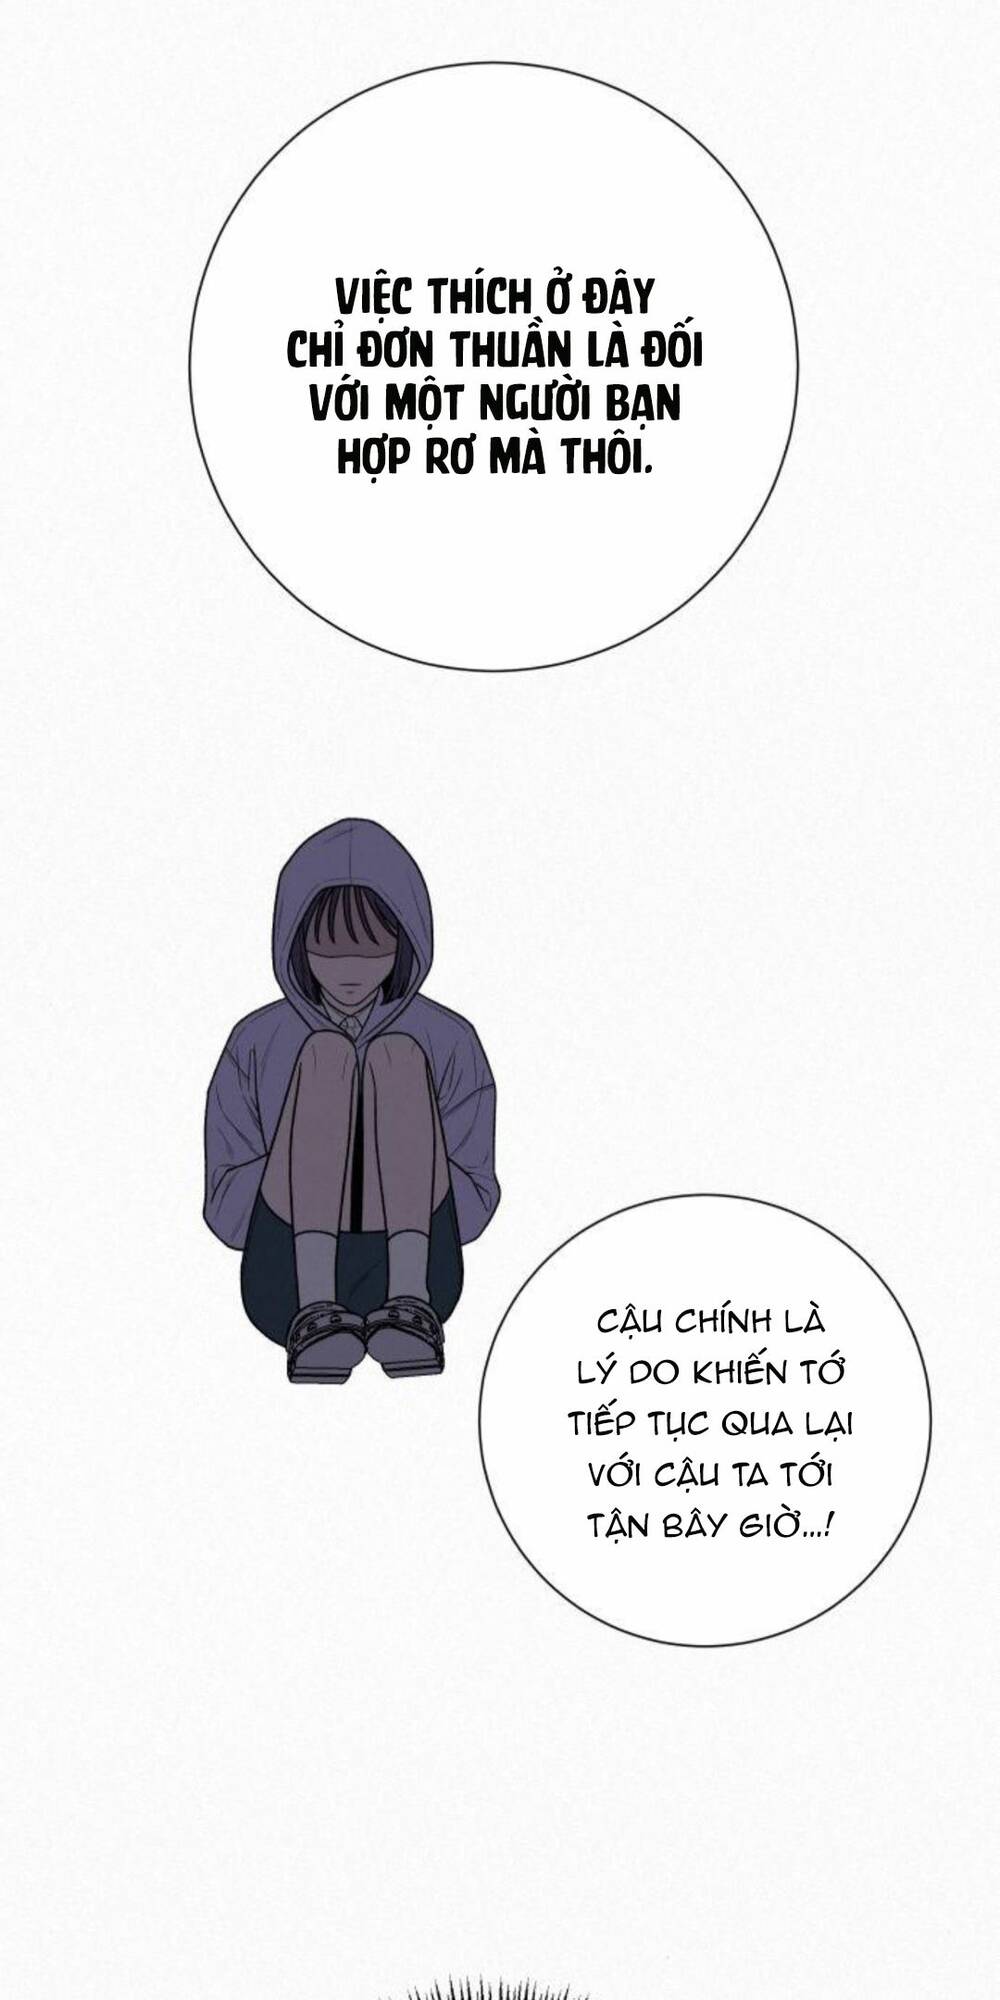 VIỆC THÍCH Ở ĐÂY
CHỈ ĐƠN THUẦN LÀ ĐỐI
VỚI MỘT NGƯỜI BẠN
HỢP RƠ MÀ THÔI.
CẬU CHÍNH LÀ
LÝ DO KHIẾN TỚ
TIẾP TỤC QUA LẠI
VỚI CẬU TA TỚI
TẬN BÂY GIỜ...!